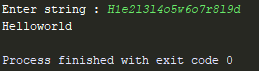 Enter string : H1e2l3l4o5w6o7r8l9d
Helloworld
Process finished with exit code 0